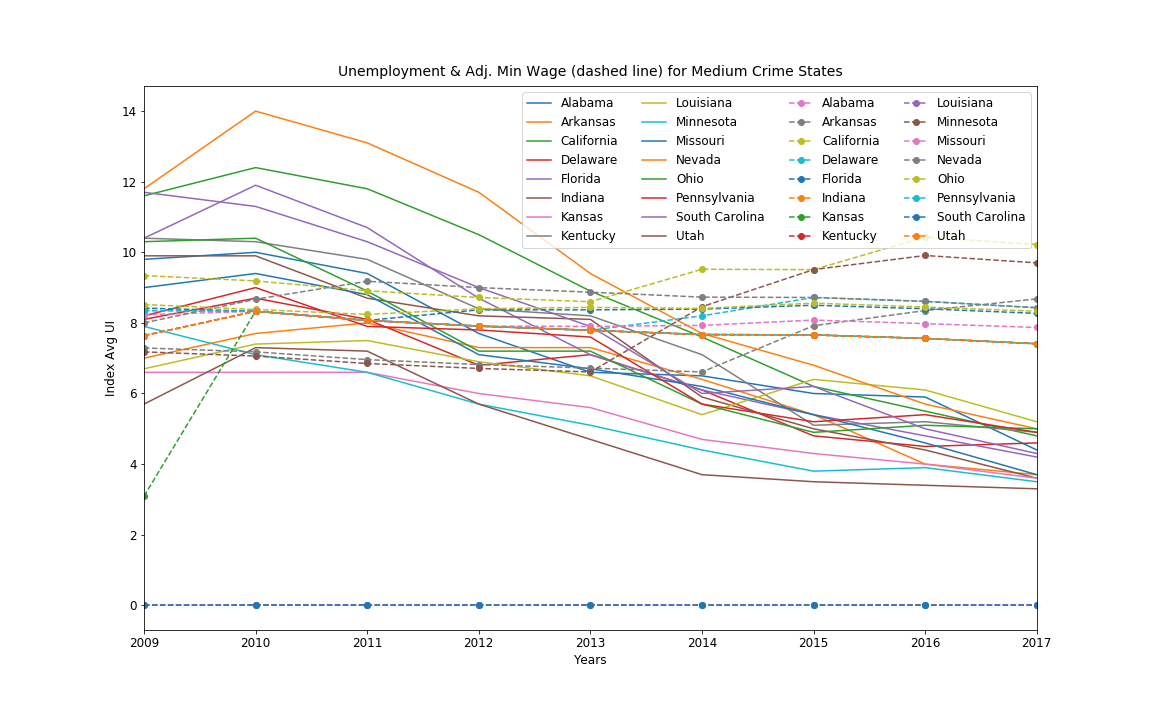 Unemployment & Adj. Min Wage (dashed line) for Medium Crime States
Alabama Louisiana Alabama Louisiana
Arkansas Minnesota Arkansas Minnesota
California Missouri California Missouri
Delaware Nevada Delaware Nevada
Florida Ohio Florida Ohio
Indiana Pennsylvania Indiana Pennsylvania
Kansas South Carolina Kansas South Carolina
Kentucky Utah Kentucky Utah
Index Avg UI
14
12
10
8
6
4
2
0
2009 2010 2011 2012 2013 2014 2015 2016 2017
Years